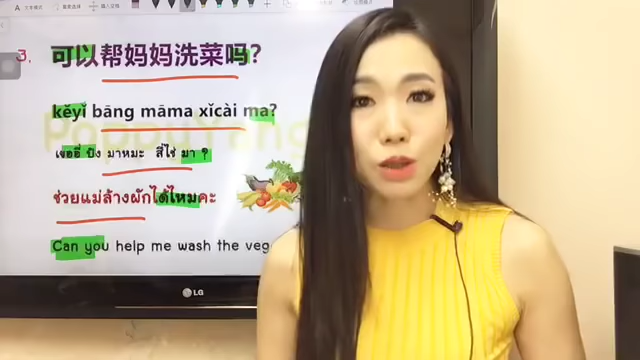 3. 可以帮妈妈洗菜吗?
kěyǐ bāng māma xǐcài ma?
เขออี่ บัง มาหมะ สี่ไช่ มา ?
ช่วยแม่ล้างผักได้ไหมคะ
Can you help me wash the veg
LG